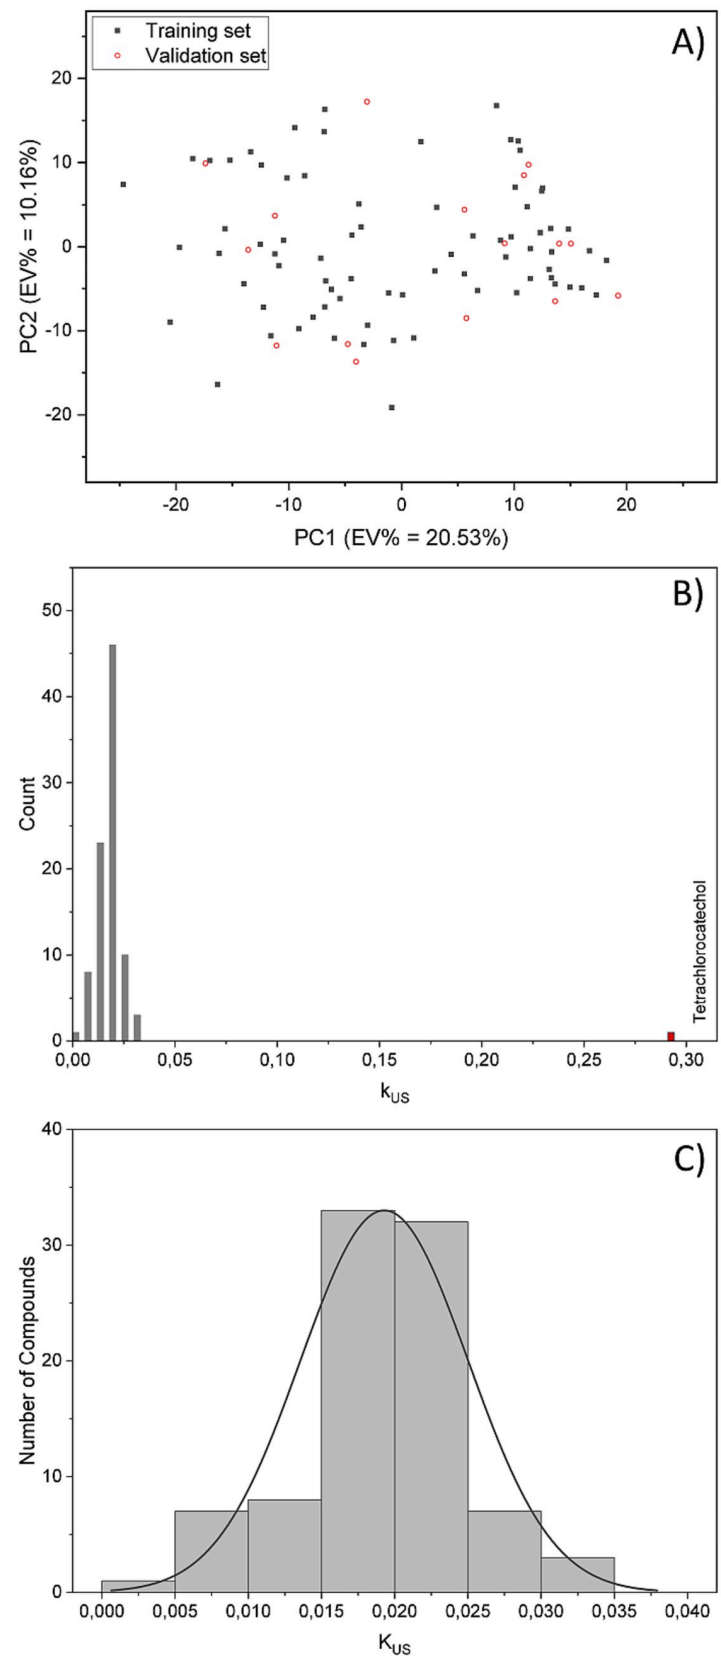 A)
Training set
Validation set
20
10
0
-10
-20
PC2 (EV% = 10.16%)
-20 -10 0 10 20
PC1 (EV% = 20.53%)
B)
50
40
30
20
10
0
Count
Tetrachlorocatechol
0,00 0,05 0,10 0,15 0,20 0,25 0,30
kUS
C)
40
30
20
10
0
Number of Compounds
0,000 0,005 0,010 0,015 0,020 0,025 0,030 0,035 0,040
KUS